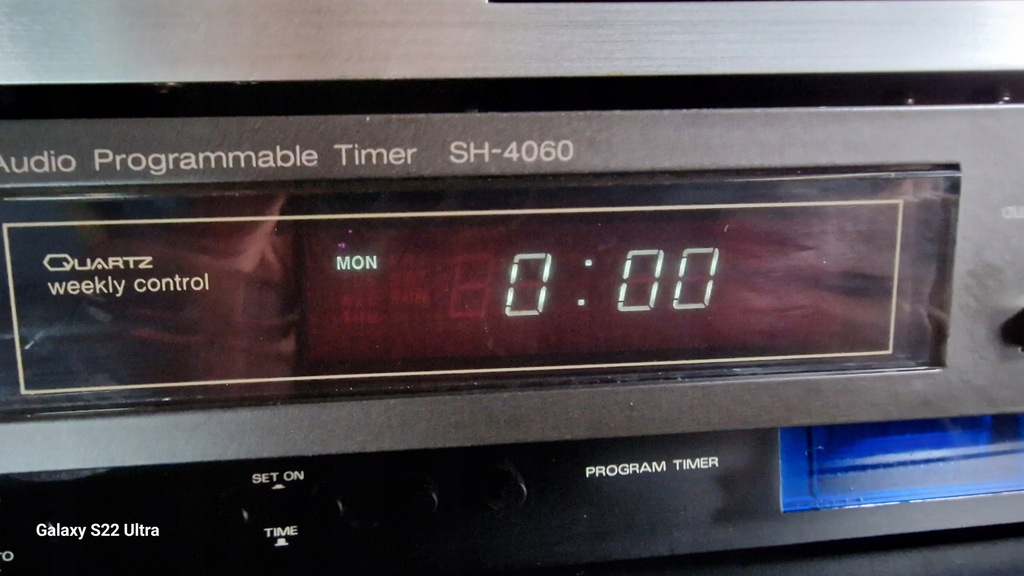 Audio Programmable Timer SH-4060
QUARTZ
weekly control
MON 0:00
SET ON
PROGRAM TIMER
TIME
Galaxy S22 Ultra